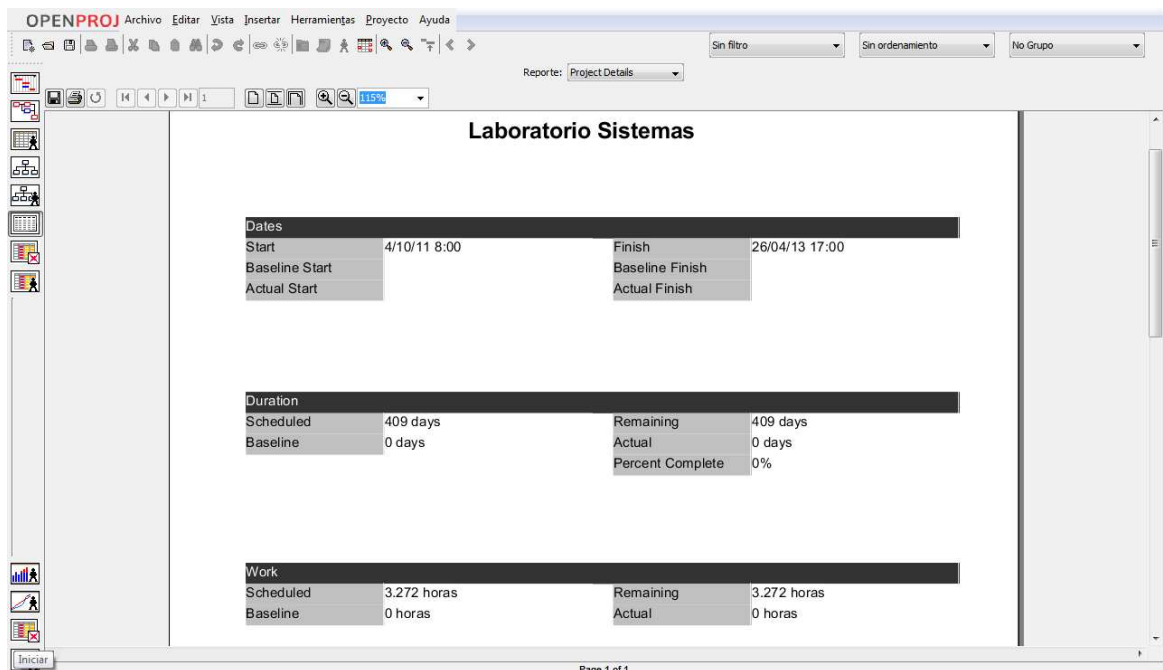 OPENPROJ Archivo Editar Vista Insertar Herramientas Proyecto Ayuda
Sin filtro Sin ordenamiento No Grupo
Reporte: Project Details
1 115%
Laboratorio Sistemas
Dates
Start 4/10/11 8:00 Finish 26/04/13 17:00
Baseline Start Baseline Finish
Actual Start Actual Finish
Duration
Scheduled 409 days Remaining 409 days
Baseline 0 days Actual 0 days
Percent Complete 0%
Work
Scheduled 3.272 horas Remaining 3.272 horas
Baseline 0 horas Actual 0 horas
Iniciar
Page 1 of 1